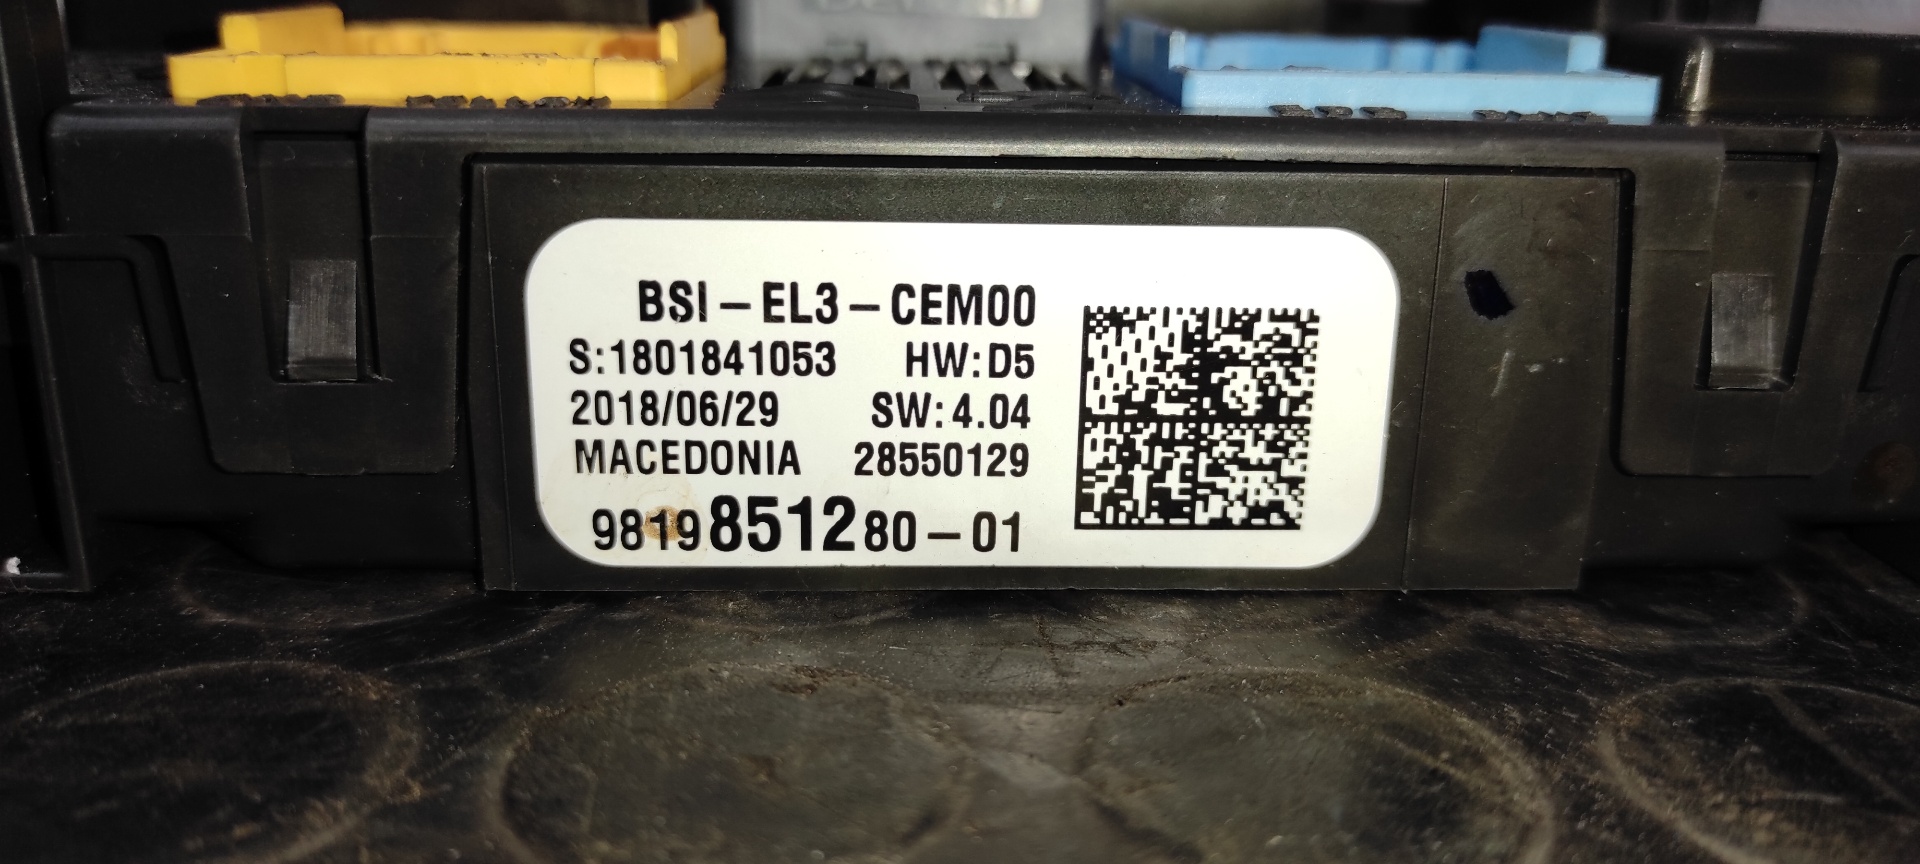 BSI-EL3-CEM00
S:1801841053 HW:D5
2018/06/29 SW:4.04
MACEDONIA 28550129
9819851280-01